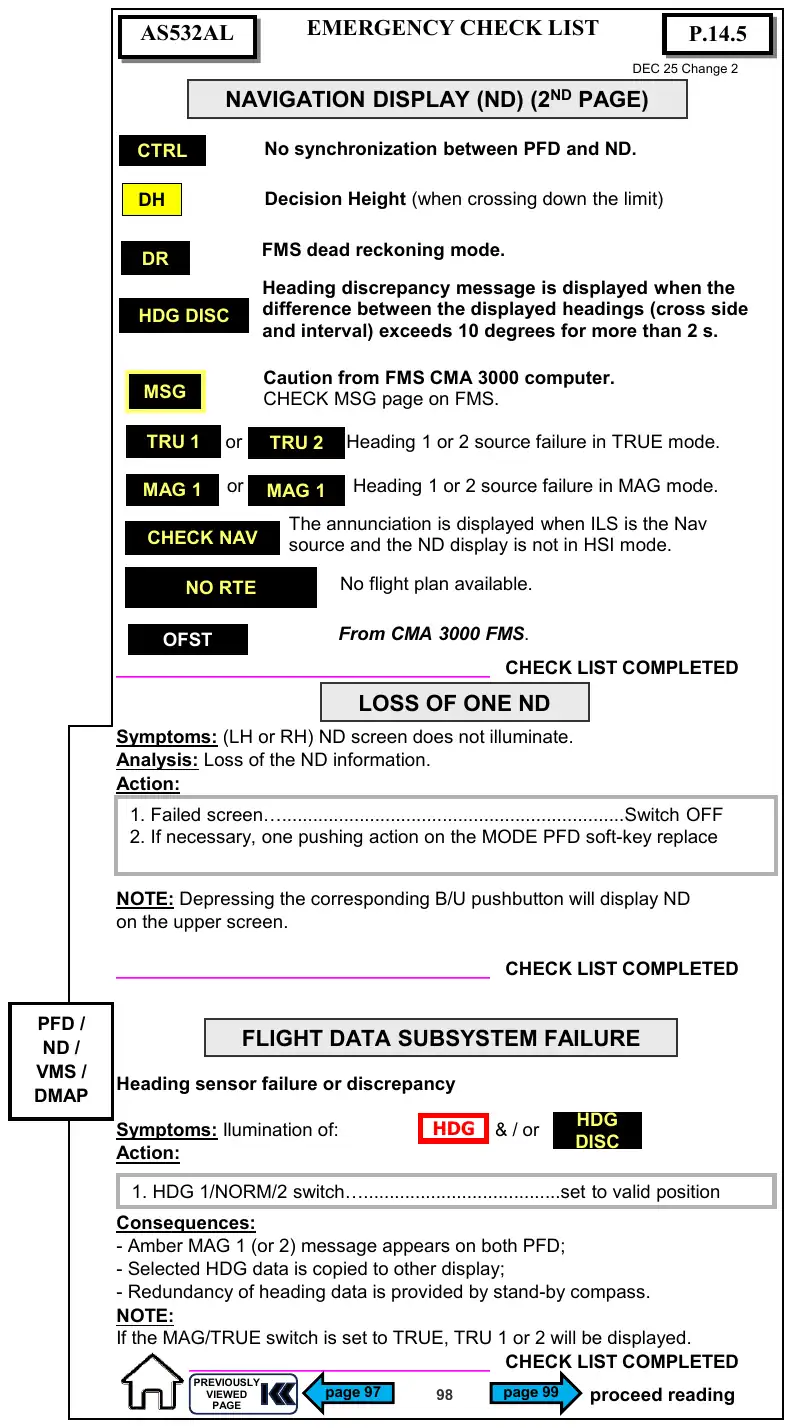 AS532AL
EMERGENCY CHECK LIST
P.14.5
DEC 25 Change 2
NAVIGATION DISPLAY (ND) (2ND PAGE)
CTRL No synchronization between PFD and ND.
DH Decision Height (when crossing down the limit)
DR FMS dead reckoning mode.
Heading discrepancy message is displayed when the
HDG DISC difference between the displayed headings (cross side
and interval) exceeds 10 degrees for more than 2 s.
MSG Caution from FMS CMA 3000 computer.
CHECK MSG page on FMS.
TRU 1 or TRU 2 Heading 1 or 2 source failure in TRUE mode.
MAG 1 or MAG 1 Heading 1 or 2 source failure in MAG mode.
CHECK NAV The annunciation is displayed when ILS is the Nav
source and the ND display is not in HSI mode.
NO RTE No flight plan available.
OFST From CMA 3000 FMS.
CHECK LIST COMPLETED
LOSS OF ONE ND
Symptoms: (LH or RH) ND screen does not illuminate.
Analysis: Loss of the ND information.
Action:
1. Failed screen…...................................................................Switch OFF
2. If necessary, one pushing action on the MODE PFD soft-key replace
NOTE: Depressing the corresponding B/U pushbutton will display ND
on the upper screen.
CHECK LIST COMPLETED
PFD /
ND /
VMS /
DMAP
FLIGHT DATA SUBSYSTEM FAILURE
Heading sensor failure or discrepancy
Symptoms: Ilumination of: HDG & / or HDG
DISC
Action:
1. HDG 1/NORM/2 switch….......................................set to valid position
Consequences:
- Amber MAG 1 (or 2) message appears on both PFD;
- Selected HDG data is copied to other display;
- Redundancy of heading data is provided by stand-by compass.
NOTE:
If the MAG/TRUE switch is set to TRUE, TRU 1 or 2 will be displayed.
CHECK LIST COMPLETED
PREVIOUSLY
VIEWED
PAGE
page 97
98
page 99
proceed reading